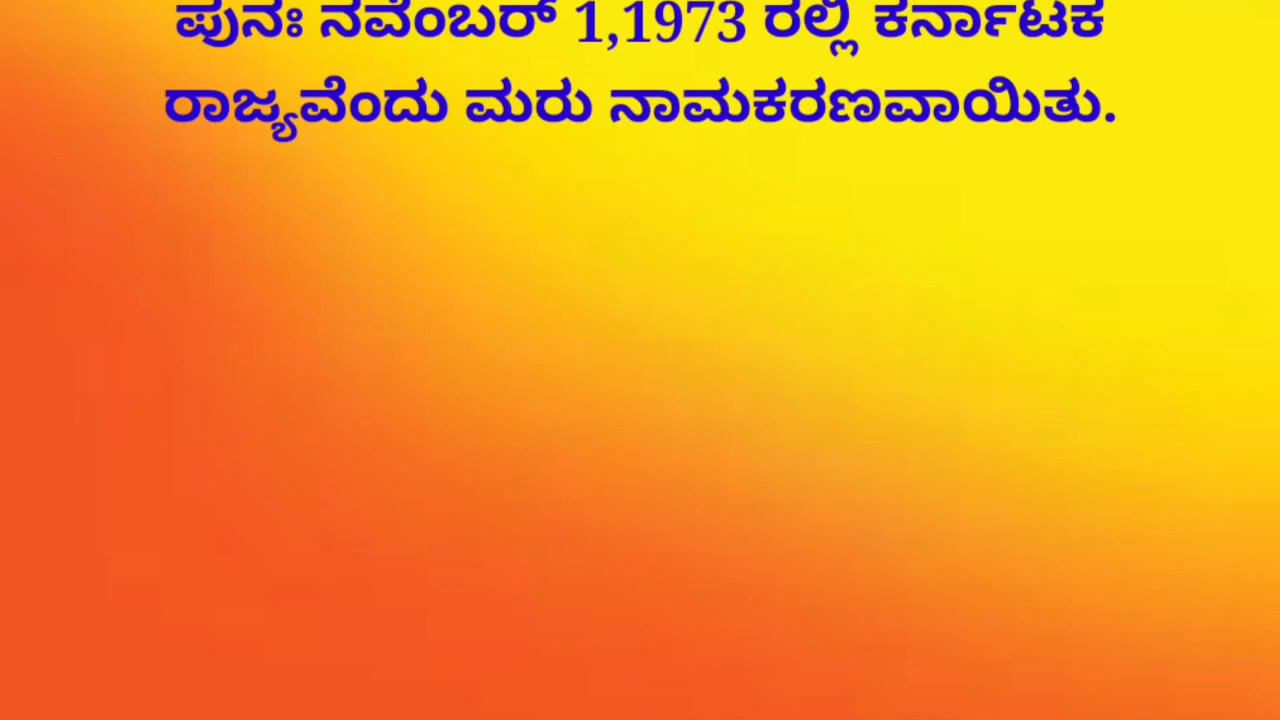 ಪುನಃ ನವೆಂಬರ್ 1,1973 ರಲ್ಲಿ ಕರ್ನಾಟಕ
ರಾಜ್ಯವೆಂದು ಮರು ನಾಮಕರಣವಾಯಿತು.